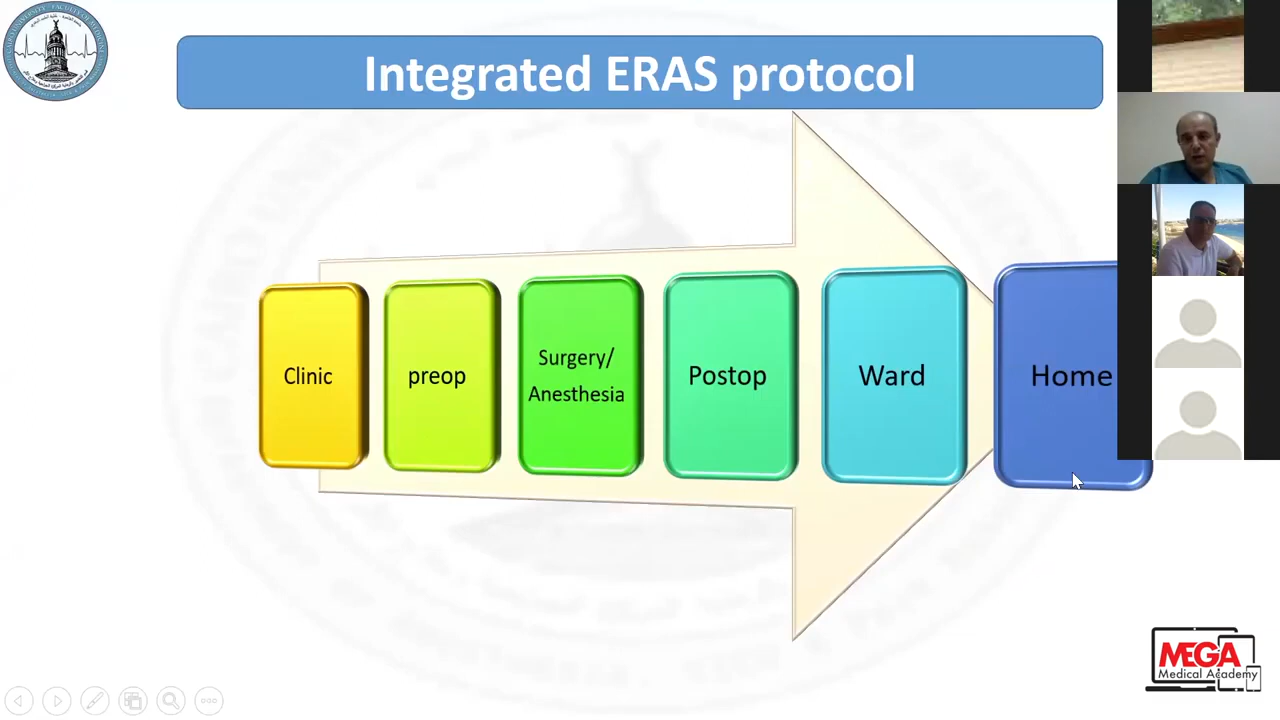 Integrated ERAS protocol
Clinic
preop
Surgery/
Anesthesia
Postop
Ward
Home
MEGA
Medical Academy